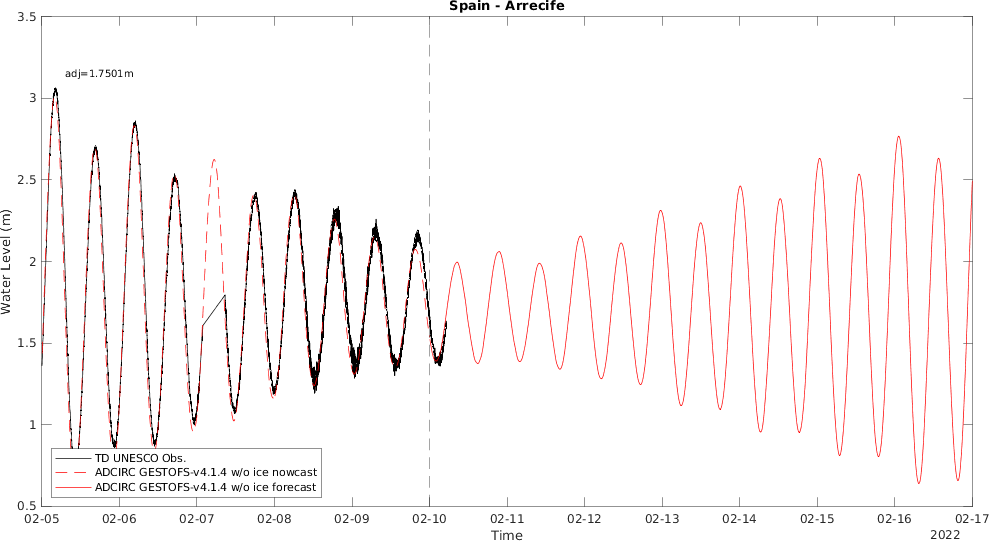 Spain - Arrecife
3.5
adj=1.7501m
3
2.5
2
Water Level (m)
1.5
1
0.5
TD UNESCO Obs.
ADCIRC GESTOFS-v4.1.4 w/o ice nowcast
ADCIRC GESTOFS-v4.1.4 w/o ice forecast
02-05 02-06 02-07 02-08 02-09 02-10 02-11 02-12 02-13 02-14 02-15 02-16 02-17
Time
2022